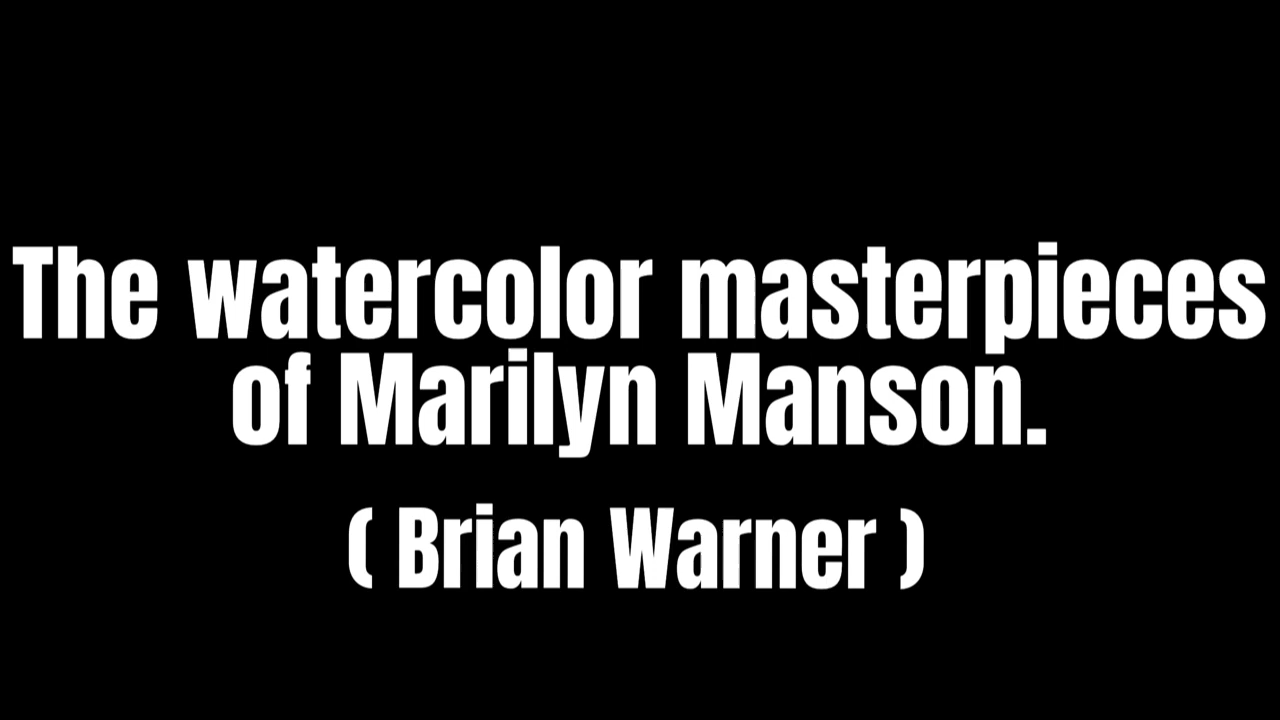 The watercolor masterpieces
of Marilyn Manson.
( Brian Warner )